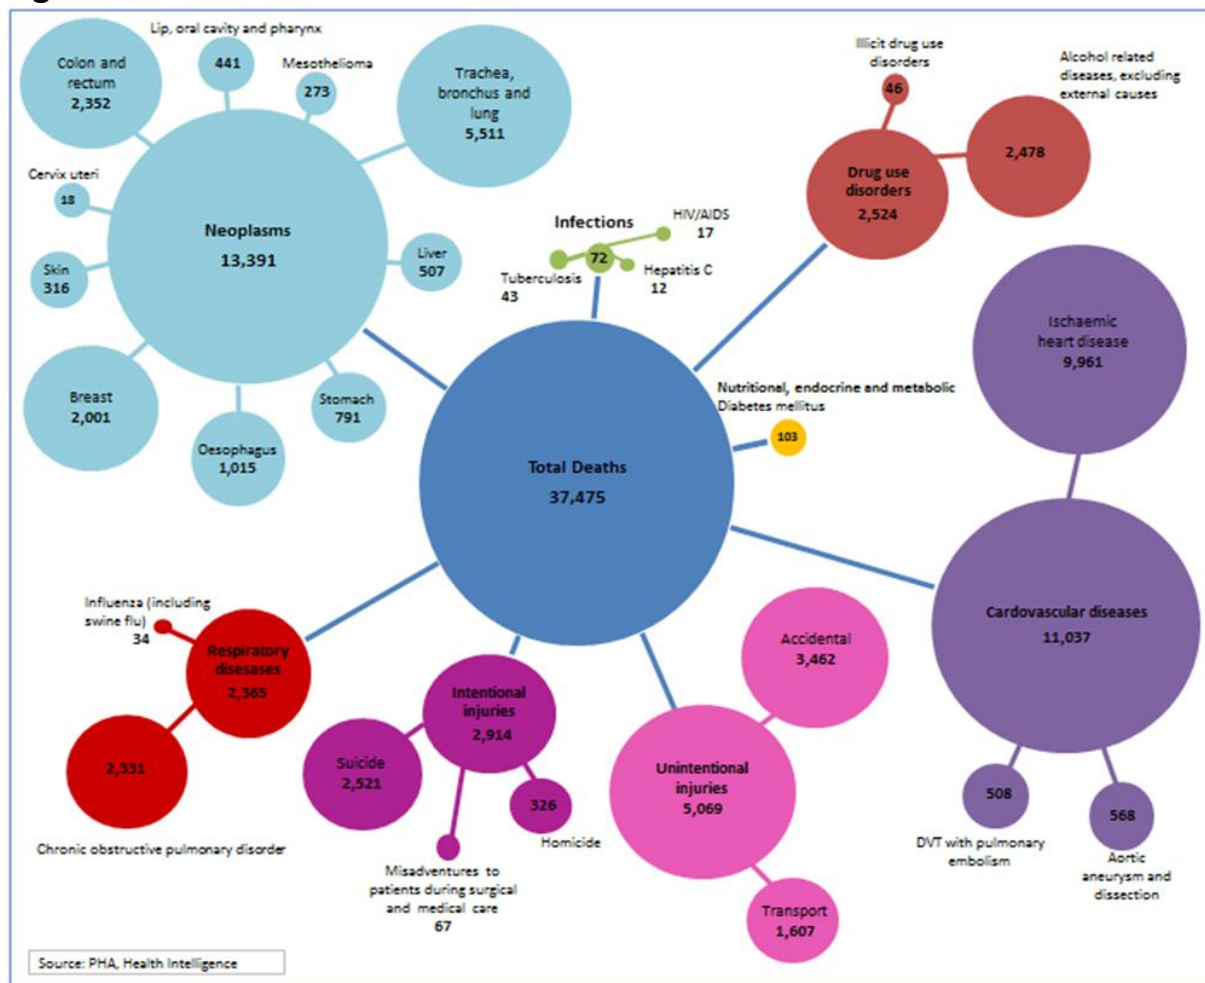 Lip, oral cavity and pharynx
441
Mesothelioma
273
Colon and
rectum
2,352
Trachea,
bronchus and
lung
5,511
Cervix uteri
18
Neoplasms
13,391
Skin
316
Liver
507
Breast
2,001
Oesophagus
1,015
Stomach
791
Infections
72
HIV/AIDS
17
Tuberculosis
43
Hepatitis C
12
Illicit drug use
disorders
46
Alcohol related
diseases, excluding
external causes
2,478
Drug use
disorders
2,524
Nutritional, endocrine and metabolic
Diabetes mellitus
103
Ischaemic
heart disease
9,961
Total Deaths
37,475
Cardovascular diseases
11,037
DVT with pulmonary
embolism
508
568
Aortic
aneurysm and
dissection
Influenza (including
swine flu)
34
Respiratory
disesases
2,365
2,331
Chronic obstructive pulmonary disorder
Intentional
injuries
2,914
Suicide
2,521
326
Homicide
Misadventures to
patients during surgical
and medical care
67
Accidental
3,462
Unintentional
injuries
5,069
Transport
1,607
Source: PHA, Health Intelligence